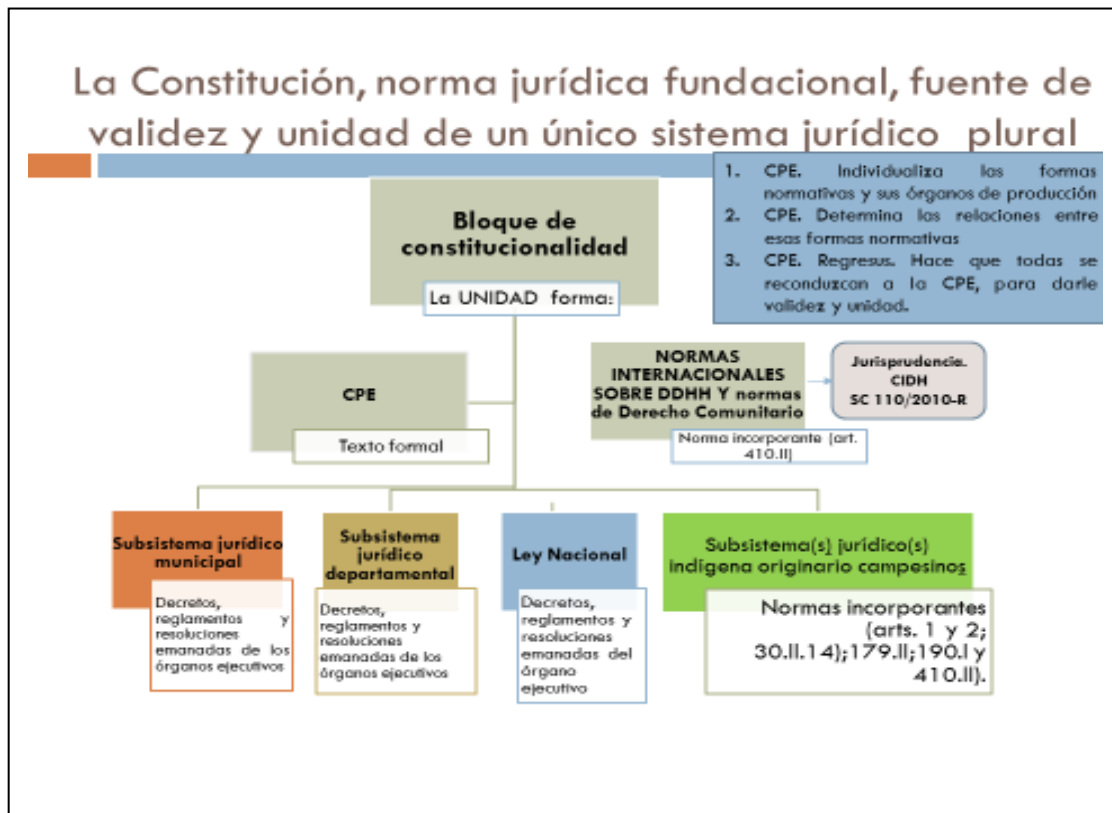 La Constitución, norma jurídica fundacional, fuente de
validez y unidad de un único sistema jurídico plural
1. CPE. Individualiza las formas
normativas y sus órganos de producción
2. CPE. Determina las relaciones entre
esas formas normativas
3. CPE. Regresus. Hace que todas se
reconduzcan a la CPE, para darle
validez y unidad.
Bloque de
constitucionalidad
La UNIDAD forma:
CPE
Texto formal
NORMAS
INTERNACIONALES
SOBRE DDHH Y normas
de Derecho Comunitario
Norma incorporante (art.
410.II)
Jurisprudencia.
CIDH
SC 110/2010-R
Subsistema jurídico
municipal
Decretos,
reglamentos y
resoluciones
emanadas de los
órganos ejecutivos
Subsistema
jurídico
departamental
Decretos,
reglamentos y
resoluciones
emanadas de los
órganos ejecutivos
Ley Nacional
Decretos,
reglamentos y
resoluciones
emanadas del
órgano
ejecutivo
Subsistema(s) jurídico(s)
indígena originario campesinos
Normas incorporantes
(arts. 1 y 2;
30.II.14);179.II;190.I y
410.II).